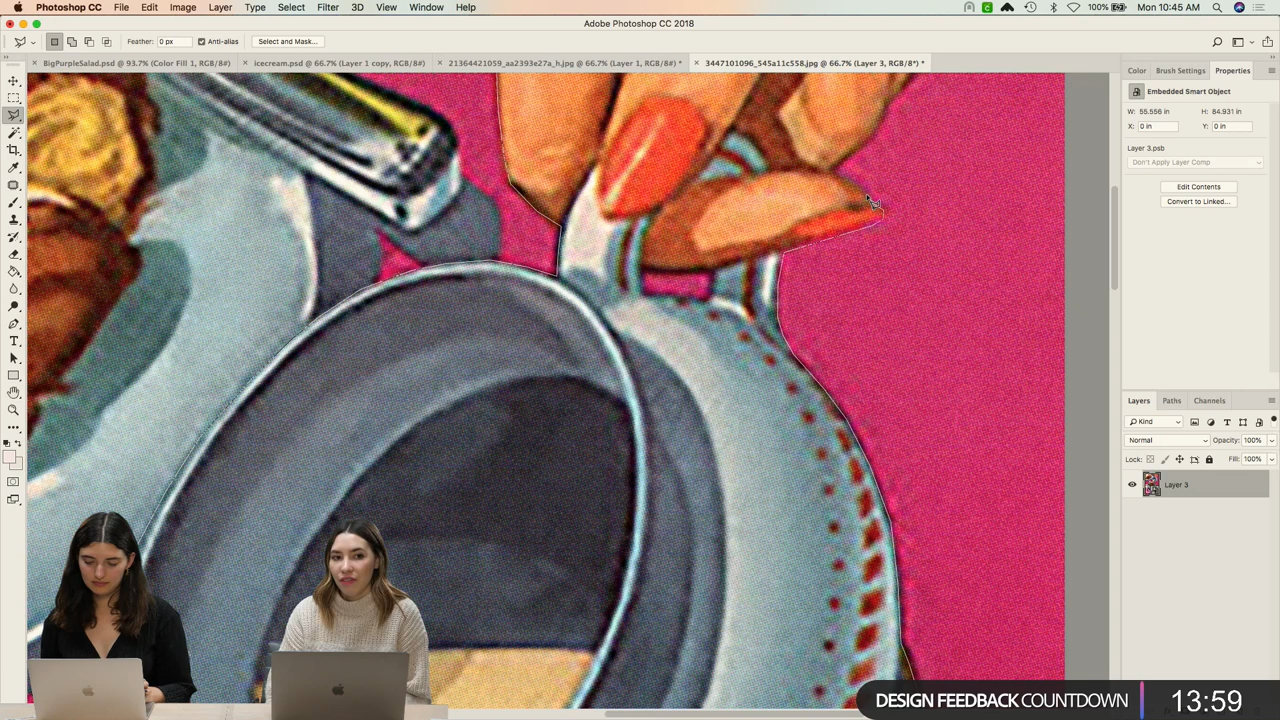 Photoshop CC File Edit Image Layer Type Select Filter 3D View Window Help 100% Mon 10:45 AM
Adobe Photoshop CC 2018
Feather: 0 px Anti-alias Select and Mask...
BigPurpleSalad.psd @ 93.7% (Color Fill 1, RGB/8#) icecream.psd @ 66.7% (Layer 1 copy, RGB/8#) 21364421059_aa2393e27a_h.jpg @ 66.7% (Layer 1, RGB/8#) * 3447101096_545a11c558.jpg @ 66.7% (Layer 3, RGB/8*) *
Color Brush Settings Properties
Embedded Smart Object
W: 55.556 in H: 84.931 in
X: 0 in Y: 0 in
Layer 3.psb
Don't Apply Layer Comp
Edit Contents
Convert to Linked...
Layers Paths Channels
Kind
Normal Opacity: 100%
Lock: Fill: 100%
Layer 3
DESIGN FEEDBACK COUNTDOWN 13:59